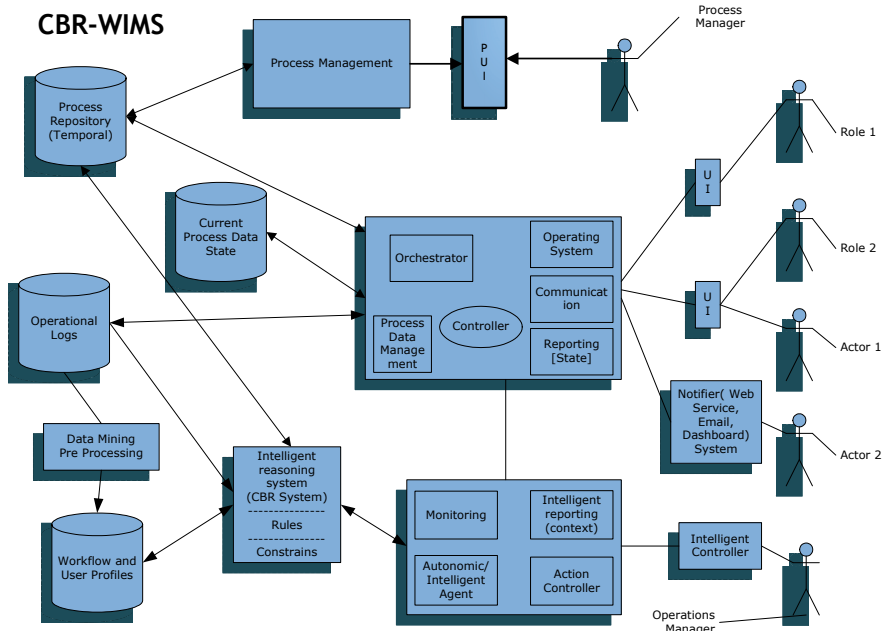 CBR-WIMS
Process
Manager
Process Management
P
U
I
Process
Repository
(Temporal)
Role 1
U
I
Current
Process Data
State
Operating
System
Orchestrator
Role 2
Communicat
ion
U
I
Operational
Logs
Process
Data
Manage
ment
Controller
Reporting
[State]
Actor 1
Notifier( Web
Service,
Email,
Dashboard)
System
Actor 2
Data Mining
Pre Processing
Intelligent
reasoning
system
(CBR System)
-----------
Rules
-----------
Constrains
Monitoring
Intelligent
reporting
(context)
Intelligent
Controller
Workflow and
User Profiles
Autonomic/
Intelligent
Agent
Action
Controller
Operations
Manager